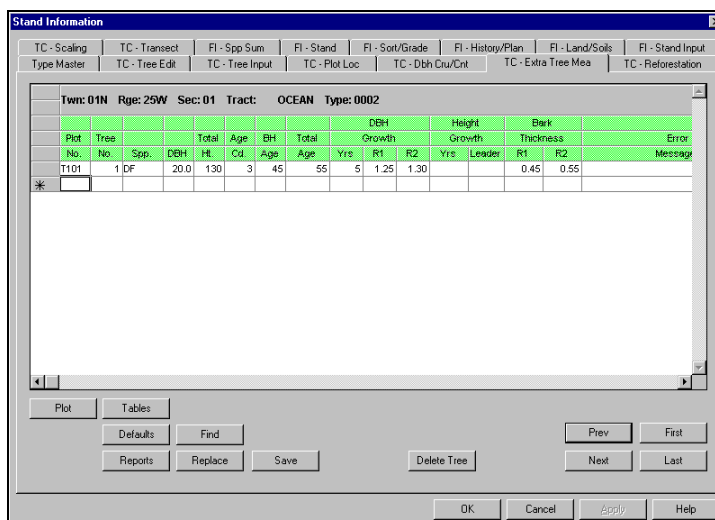 Stand Information
TC - Scaling TC - Transect FI - Spp Sum FI - Stand FI - Sort/Grade FI - History/Plan FI - Land/Soils FI - Stand Input
Type Master TC - Tree Edit TC - Tree Input TC - Plot Loc TC - Dbh Cru/Cnt TC - Extra Tree Mea TC - Reforestation
Twn: 01N Rge: 25W Sec: 01 Tract: OCEAN Type: 0002
DBH Height Bark
Plot Tree Total Age BH Total Growth Growth Thickness Error
No. No. Spp. DBH Ht. Cd. Age Age Yrs R1 R2 Yrs Leader R1 R2 Message
T101 1 DF 20.0 130 3 45 55 5 1.25 1.30 0.45 0.55
Plot Tables
Defaults Find Prev First
Reports Replace Save Delete Tree Next Last
OK Cancel Apply Help